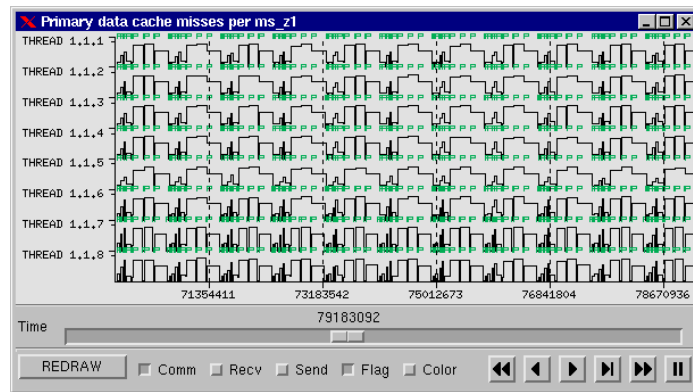 Primary data cache misses per ms_z1
THREAD 1.1.1
THREAD 1.1.2
THREAD 1.1.3
THREAD 1.1.4
THREAD 1.1.5
THREAD 1.1.6
THREAD 1.1.7
THREAD 1.1.8
71354411 73183542 75012673 76841804 78670936
79183092
Time
REDRAW Comm Recv Send Flag Color